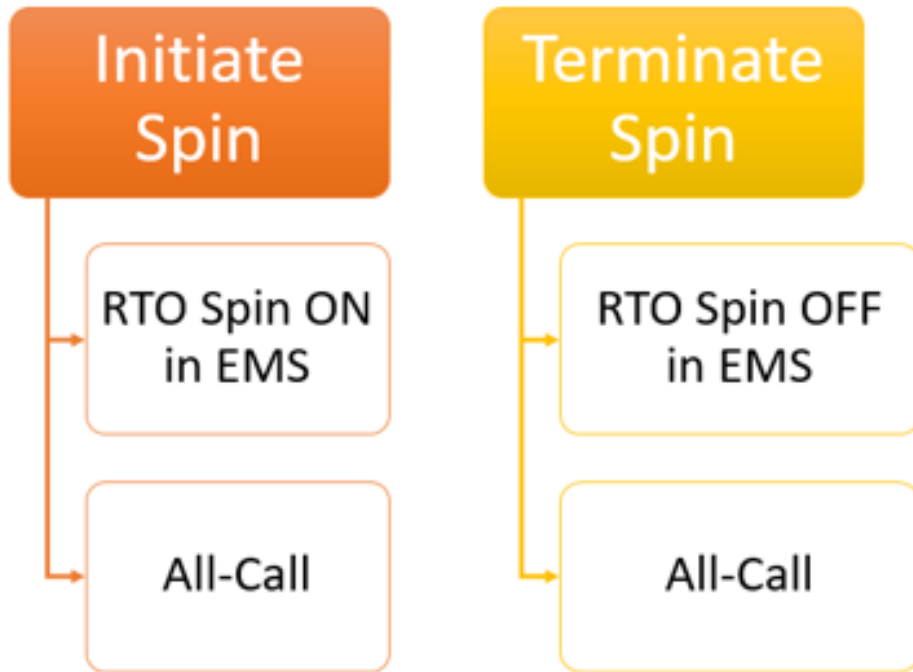 Initiate
Spin
RTO Spin ON
in EMS
All-Call
Terminate
Spin
RTO Spin OFF
in EMS
All-Call